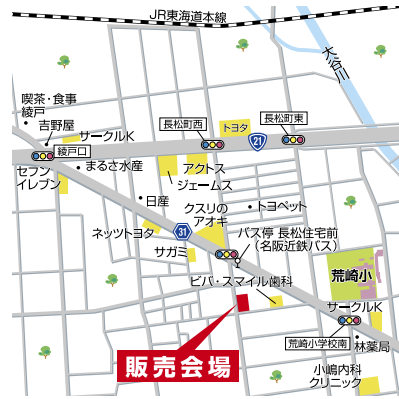 JR東海道本線
大谷川
喫茶・食事
綾戸
吉野屋
サークルK
長松町西
トヨタ
21
長松町東
綾戸口
セブン
イレブン
まるさ水産
アクトス
ジェームス
日産
クスリの
アオキ
トヨペット
ネッツトヨタ
31
サガミ
バス停 長松住宅前
(名阪近鉄バス)
荒崎小
ビバ・スマイル歯科
サークルK
荒崎小学校南
林薬局
販売会場
小嶋内科
クリニック